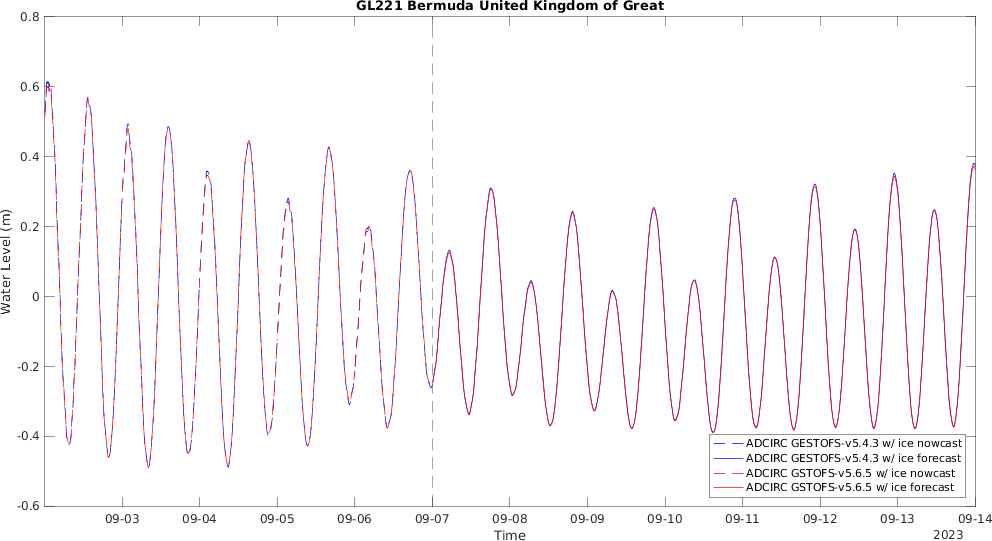 GL221 Bermuda United Kingdom of Great
0.8
0.6
0.4
0.2
0
-0.2
-0.4
-0.6
Water Level (m)
ADCIRC GESTOFS-v5.4.3 w/ ice nowcast
ADCIRC GESTOFS-v5.4.3 w/ ice forecast
ADCIRC GSTOFS-v5.6.5 w/ ice nowcast
ADCIRC GSTOFS-v5.6.5 w/ ice forecast
09-03 09-04 09-05 09-06 09-07 09-08 09-09 09-10 09-11 09-12 09-13 09-14
Time
2023